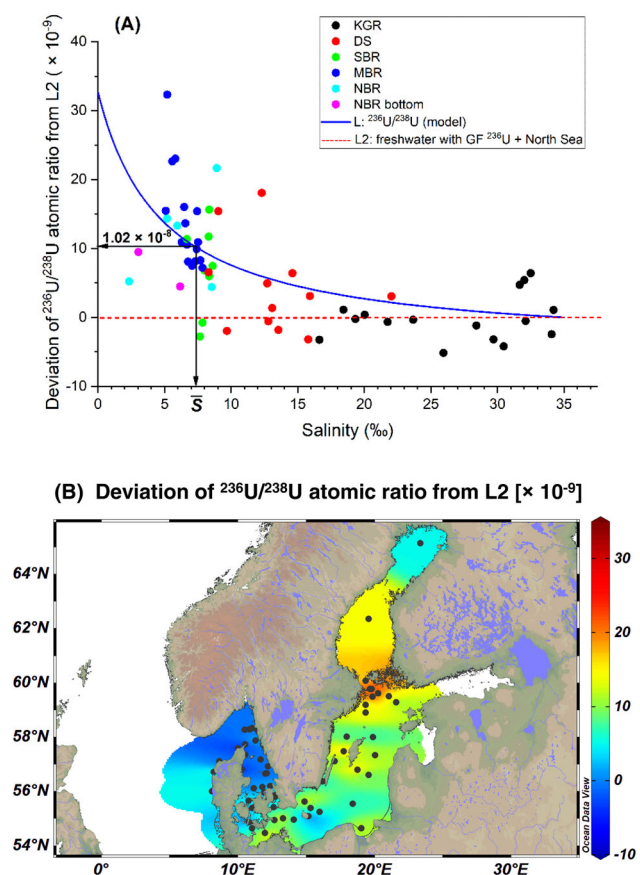 (A)
Deviation of ²³⁶U/²³⁸U atomic ratio from L2 ( × 10⁻⁹)
40
30
20
10
0
-10
KGR
DS
SBR
MBR
NBR
NBR bottom
L: ²³⁶U/²³⁸U (model)
L2: freshwater with GF ²³⁶U + North Sea
1.02 × 10⁻⁸
0 5 S̅ 10 15 20 25 30 35
Salinity (‰)
(B) Deviation of ²³⁶U/²³⁸U atomic ratio from L2 [× 10⁻⁹]
64°N
62°N
60°N
58°N
56°N
54°N
0° 10°E 20°E 30°E
30
20
10
0
-10
Ocean Data View